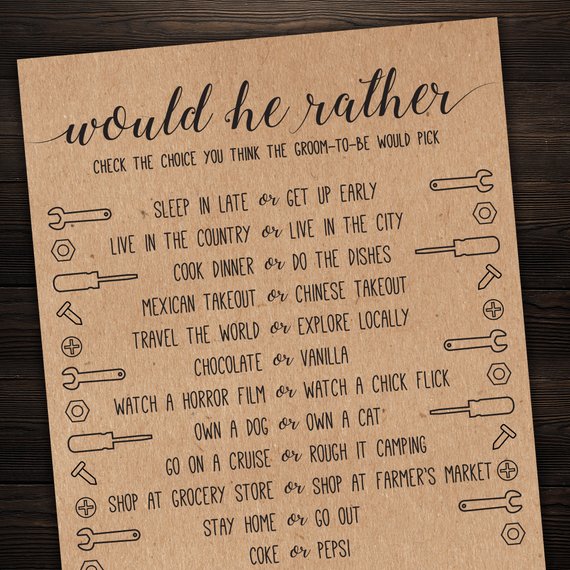 would he rather
CHECK THE CHOICE YOU THINK THE GROOM-TO-BE WOULD PICK
SLEEP IN LATE or GET UP EARLY
LIVE IN THE COUNTRY or LIVE IN THE CITY
COOK DINNER or DO THE DISHES
MEXICAN TAKEOUT or CHINESE TAKEOUT
TRAVEL THE WORLD or EXPLORE LOCALLY
CHOCOLATE or VANILLA
WATCH A HORROR FILM or WATCH A CHICK FLICK
OWN A DOG or OWN A CAT
GO ON A CRUISE or ROUGH IT CAMPING
SHOP AT GROCERY STORE or SHOP AT FARMER'S MARKET
STAY HOME or GO OUT
COKE or PEPSI